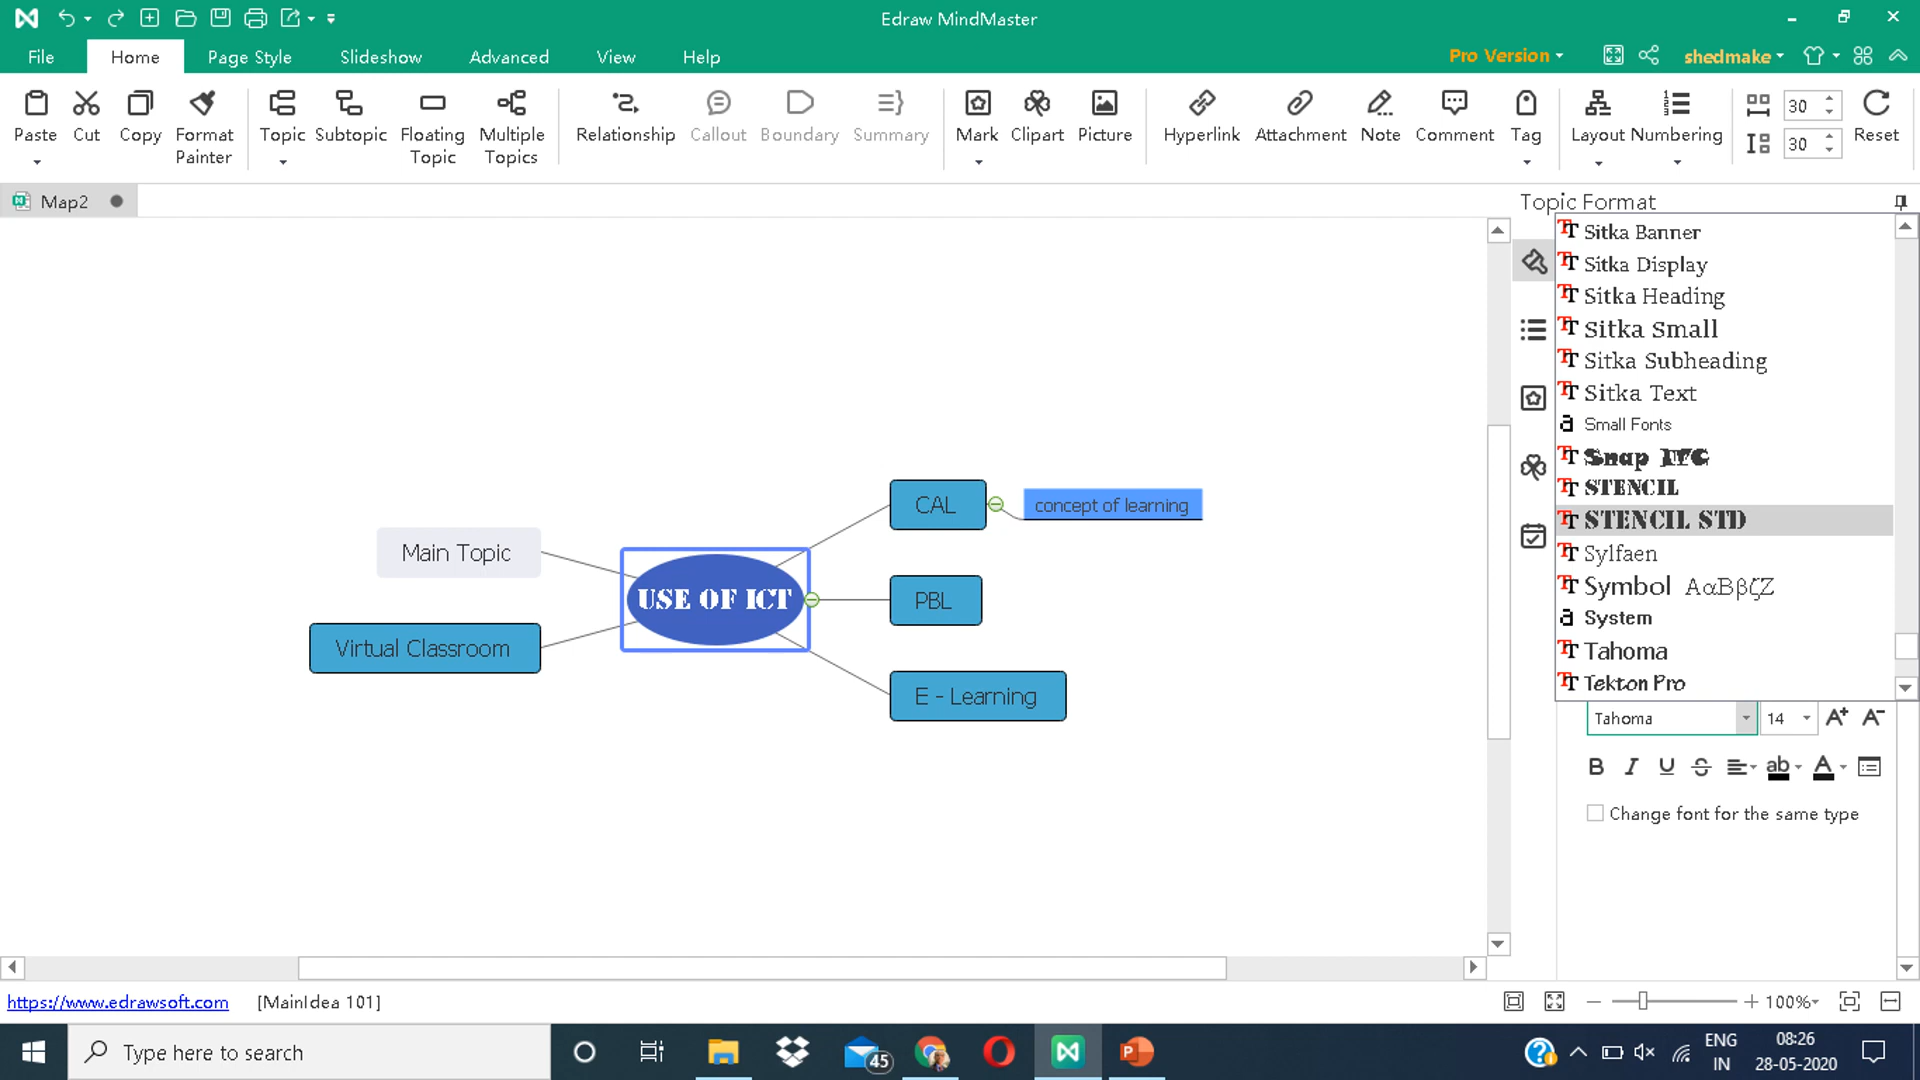 Edraw MindMaster
File
Home
Page Style
Slideshow
Advanced
View
Help
Pro Version
shedmake
Paste
Cut
Copy
Format
Painter
Topic
Subtopic
Floating
Topic
Multiple
Topics
Relationship
Callout
Boundary
Summary
Mark
Clipart
Picture
Hyperlink
Attachment
Note
Comment
Tag
Layout
Numbering
30
30
Reset
Map2
Topic Format
Sitka Banner
Sitka Display
Sitka Heading
Sitka Small
Sitka Subheading
Sitka Text
Small Fonts
Snap ITC
STENCIL
STENCIL STD
Sylfaen
Symbol ΑαΒβζΖ
System
Tahoma
Tekton Pro
Tahoma
14
Change font for the same type
CAL
concept of learning
Main Topic
USE OF ICT
PBL
Virtual Classroom
E - Learning
https://www.edrawsoft.com
[MainIdea 101]
100%
Type here to search
45
ENG
IN
08:26
28-05-2020